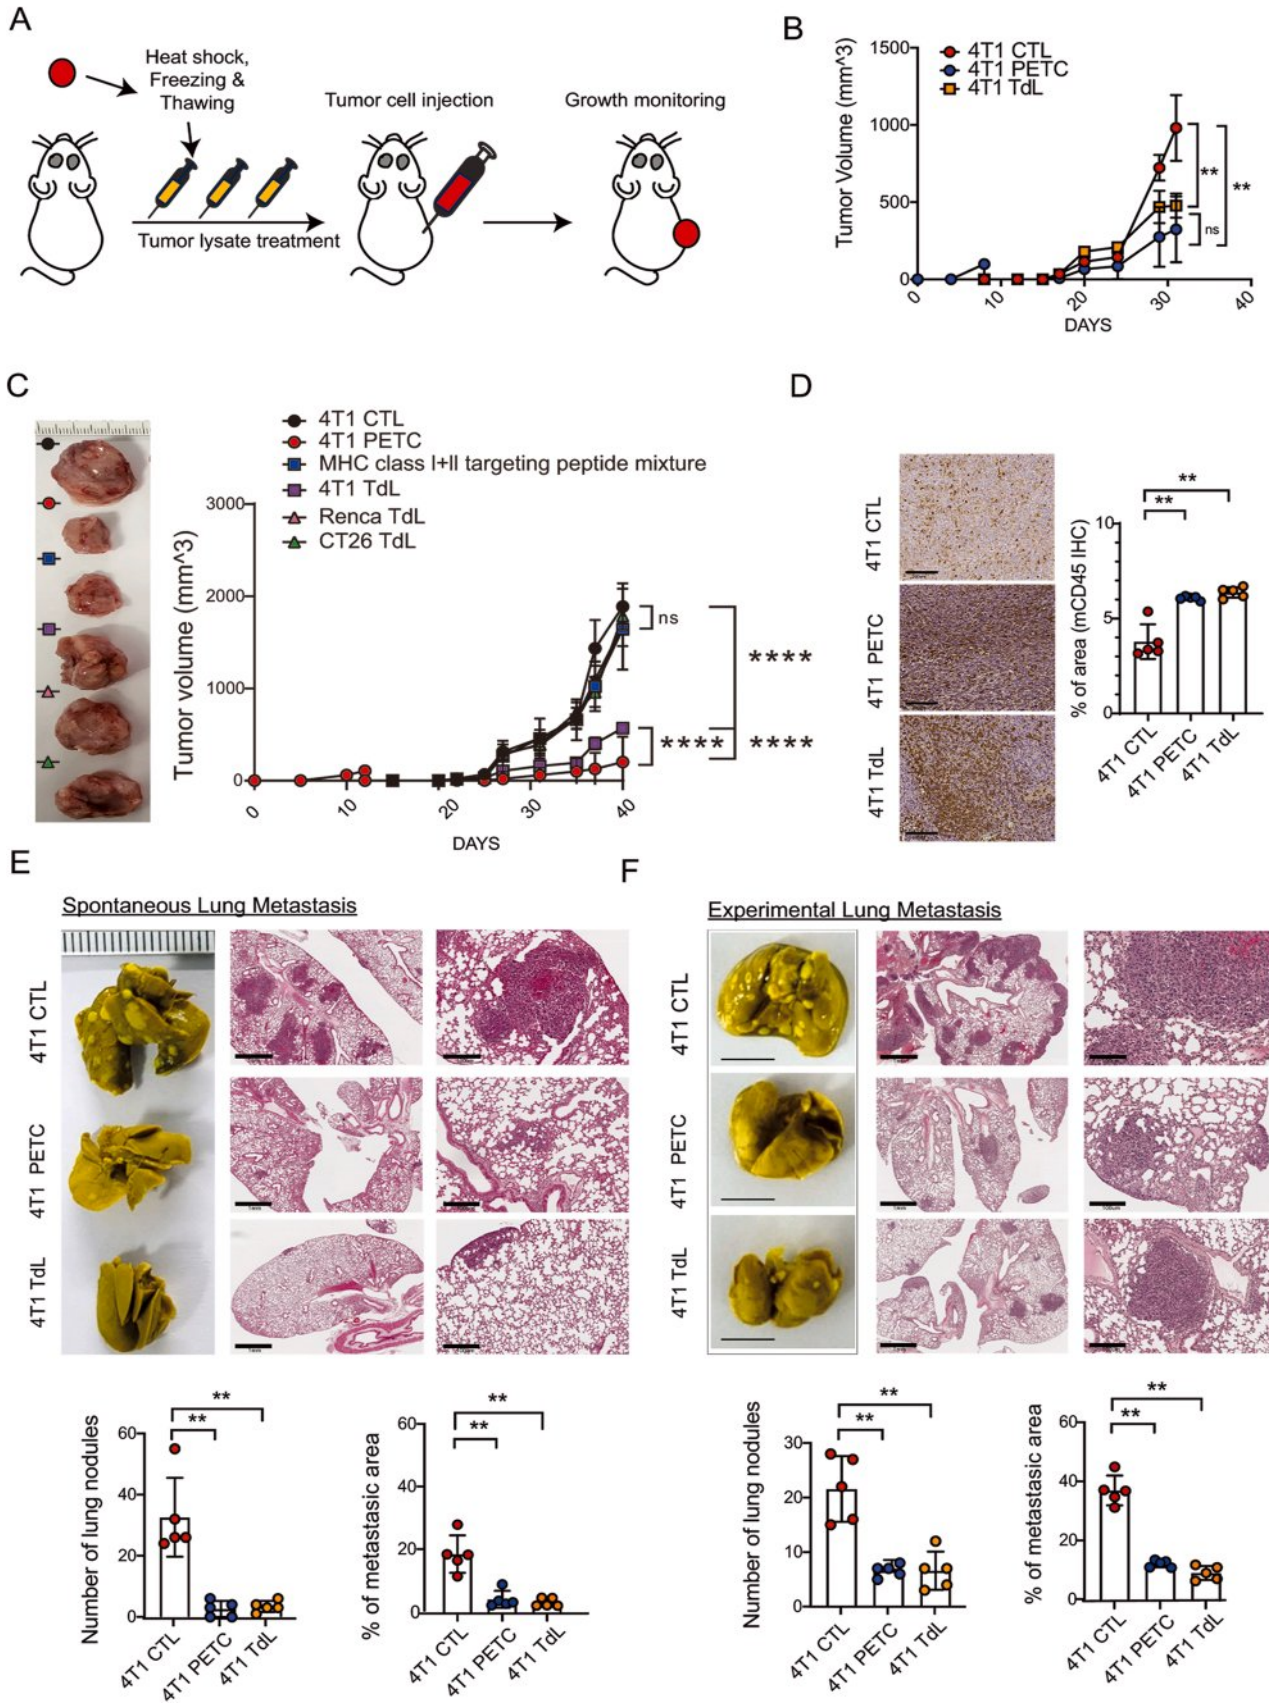 A
Heat shock,
Freezing &
Thawing
Tumor cell injection
Growth monitoring
Tumor lysate treatment
B
4T1 CTL
4T1 PETC
4T1 TdL
Tumor Volume (mm^3)
1500
1000
500
0
0
10
20
30
40
DAYS
**
**
ns
C
4T1 CTL
4T1 PETC
MHC class I+II targeting peptide mixture
4T1 TdL
Renca TdL
CT26 TdL
Tumor volume (mm^3)
3000
2000
1000
0
0
10
20
31
40
DAYS
ns
****
****
****
D
4T1 CTL
4T1 PETC
4T1 TdL
% of area (mCD45 IHC)
10
5
0
**
**
4T1 CTL
4T1 PETC
4T1 TdL
E
Spontaneous Lung Metastasis
4T1 CTL
4T1 PETC
4T1 TdL
Number of lung nodules
60
40
20
0
**
**
4T1 CTL
4T1 PETC
4T1 TdL
% of metastasic area
60
40
20
0
**
**
4T1 CTL
4T1 PETC
4T1 TdL
F
Experimental Lung Metastasis
4T1 CTL
4T1 PETC
4T1 TdL
Number of lung nodules
30
20
10
0
**
**
4T1 CTL
4T1 PETC
4T1 TdL
% of metastasic area
60
40
20
0
**
**
4T1 CTL
4T1 PETC
4T1 TdL